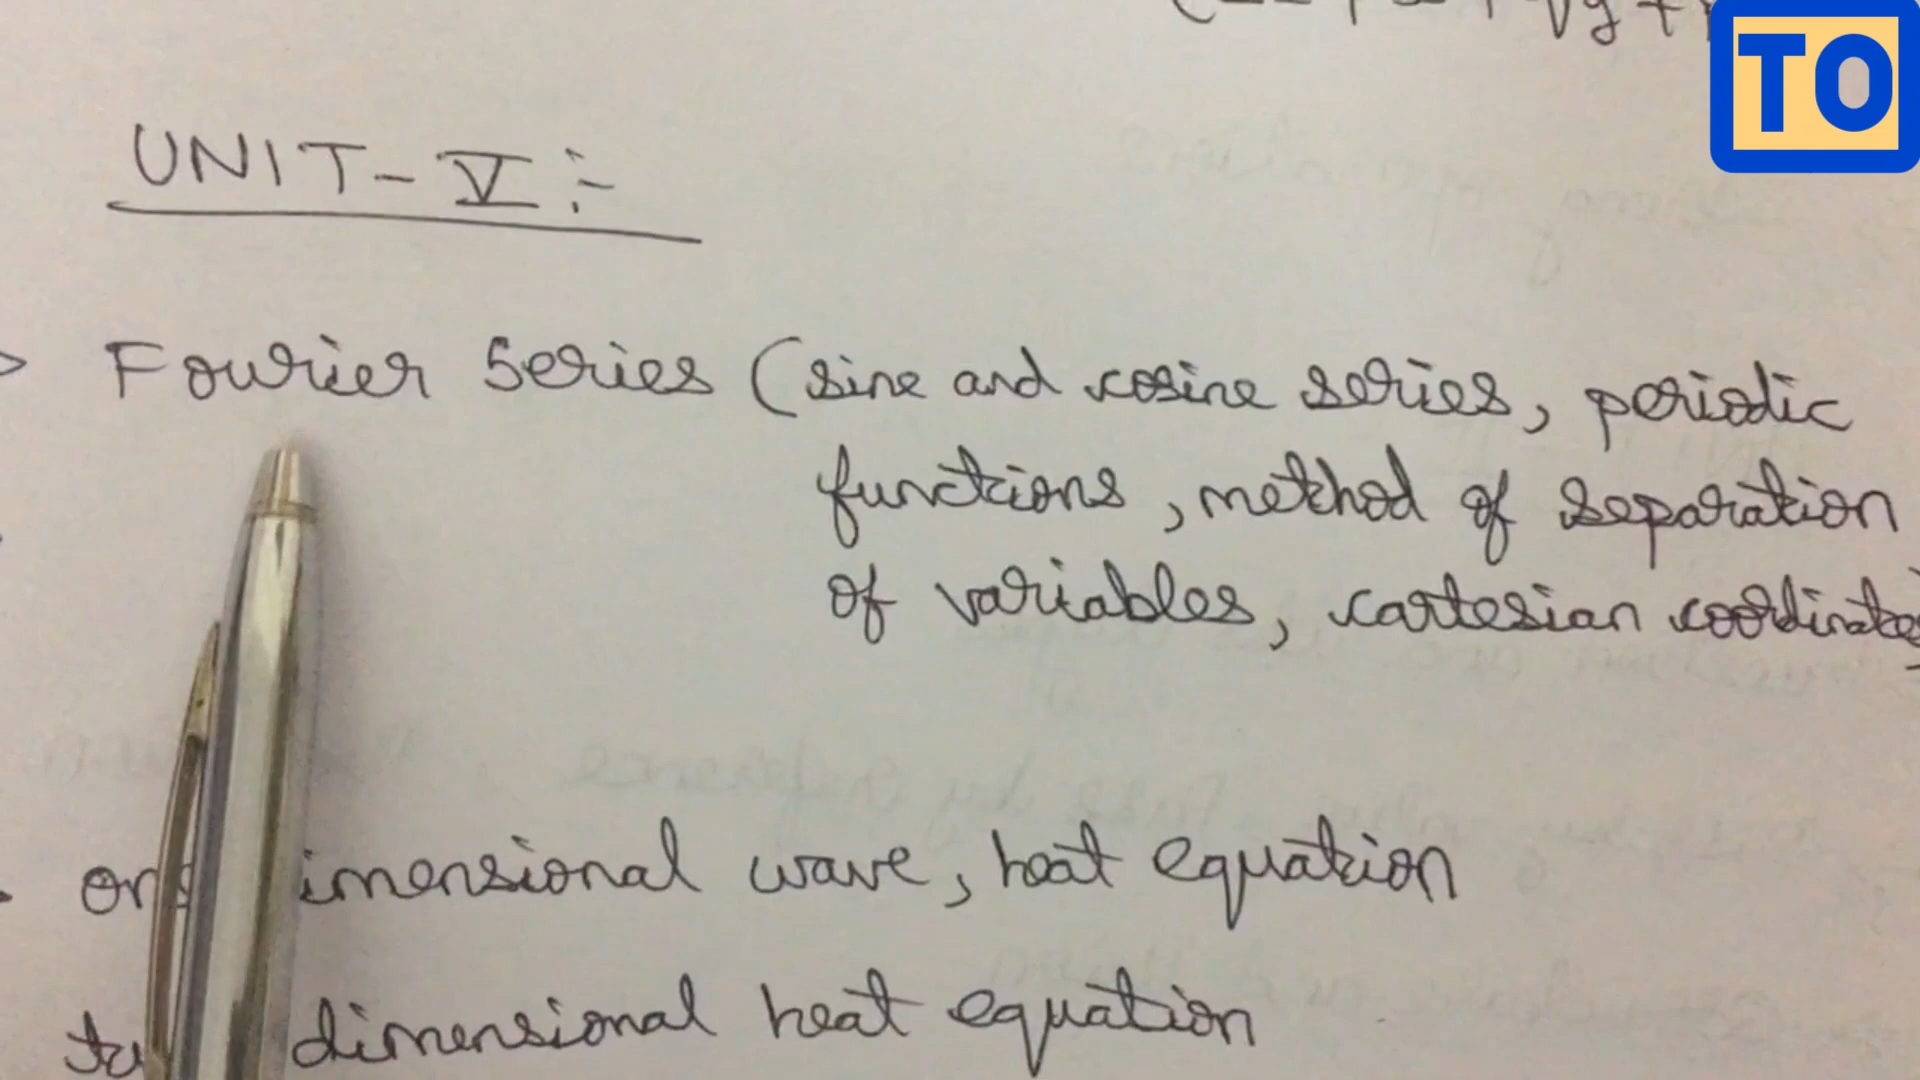 TO
UNIT-V:-
Fourier Series (sine and cosine series, periodic
functions, method of separation
of variables, cartesian coordinates)
dimensional wave, heat equation
dimensional heat equation